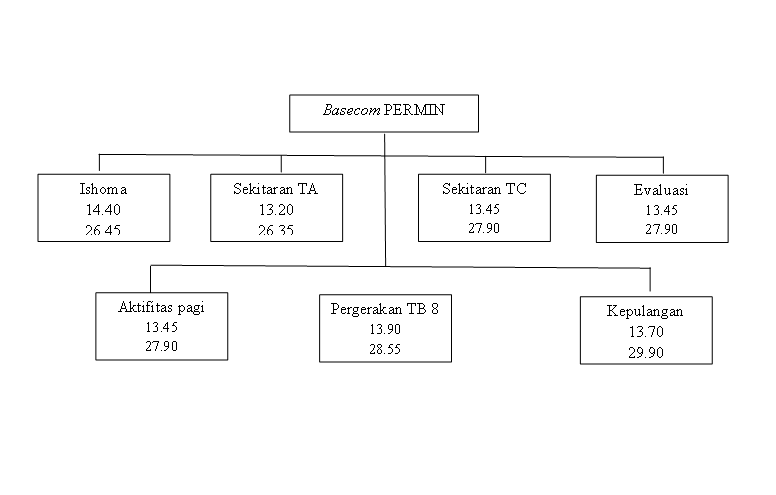 Basecom PERMIN
Ishoma
14.40
26.45
Sekitaran TA
13.20
26.35
Sekitaran TC
13.45
27.90
Evaluasi
13.45
27.90
Aktifitas pagi
13.45
27.90
Pergerakan TB 8
13.90
28.55
Kepulangan
13.70
29.90